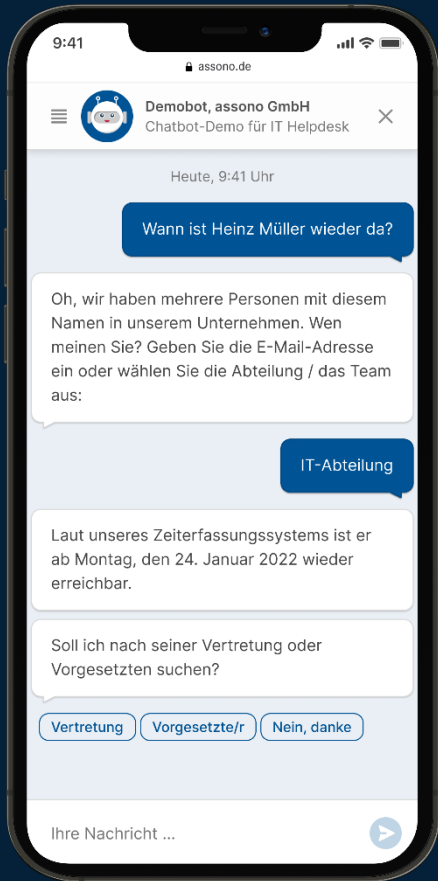 9:41
assono.de
Demobot, assono GmbH
Chatbot-Demo für IT Helpdesk
Heute, 9:41 Uhr
Wann ist Heinz Müller wieder da?
Oh, wir haben mehrere Personen mit diesem
Namen in unserem Unternehmen. Wen
meinen Sie? Geben Sie die E-Mail-Adresse
ein oder wählen Sie die Abteilung / das Team
aus:
IT-Abteilung
Laut unseres Zeiterfassungssystems ist er
ab Montag, den 24. Januar 2022 wieder
erreichbar.
Soll ich nach seiner Vertretung oder
Vorgesetzten suchen?
Vertretung Vorgesetzte/r Nein, danke
Ihre Nachricht ...